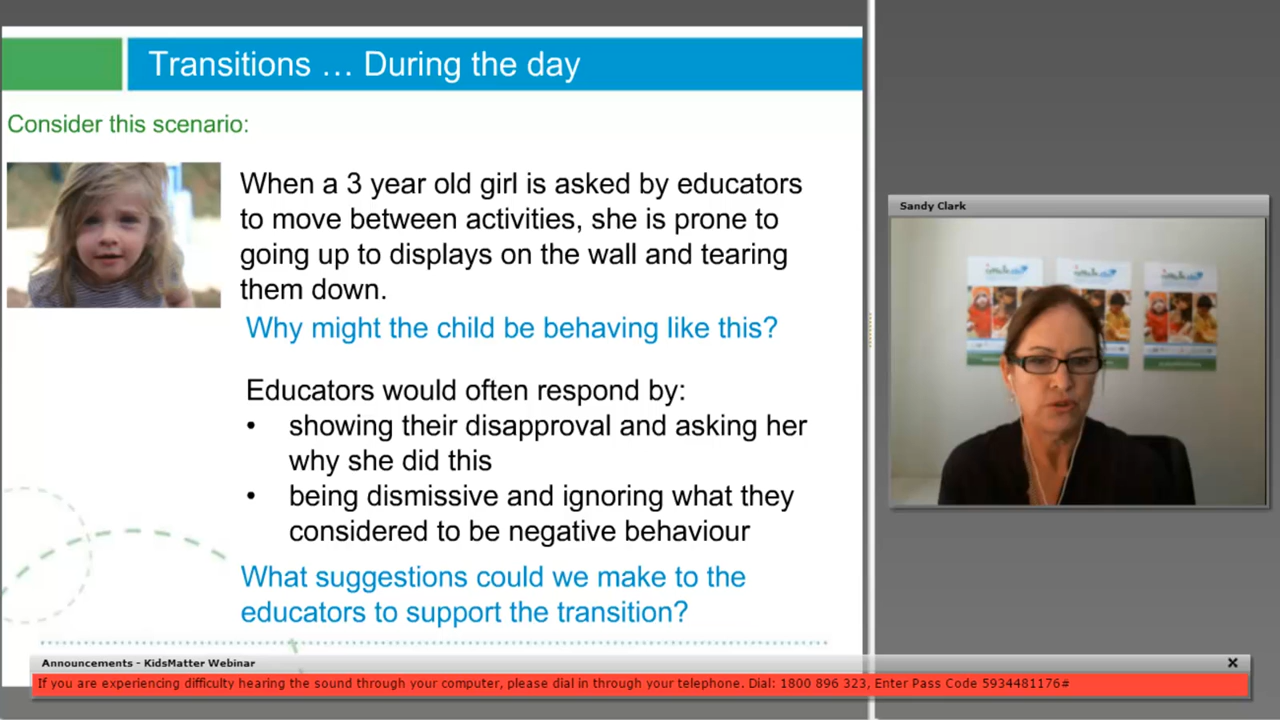 Transitions … During the day
Consider this scenario:
When a 3 year old girl is asked by educators
to move between activities, she is prone to
going up to displays on the wall and tearing
them down.
Why might the child be behaving like this?
Educators would often respond by:
• showing their disapproval and asking her
why she did this
• being dismissive and ignoring what they
considered to be negative behaviour
What suggestions could we make to the
educators to support the transition?
Sandy Clark
Announcements - KidsMatter Webinar
If you are experiencing difficulty hearing the sound through your computer, please dial in through your telephone. Dial: 1800 896 323, Enter Pass Code 5934481176#